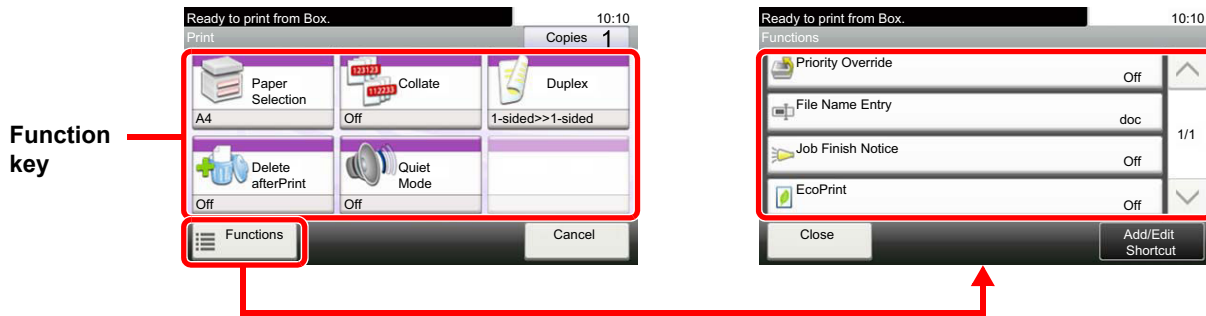 Ready to print from Box. 10:10
Print Copies 1
Paper Selection
A4
123123
112233
Collate
Off
Duplex
1-sided>>1-sided
Delete afterPrint
Off
Quiet Mode
Off
Functions
Cancel
Function key
Ready to print from Box. 10:10
Functions
Priority Override
Off
File Name Entry
doc
1/1
Job Finish Notice
Off
EcoPrint
Off
Close
Add/Edit
Shortcut